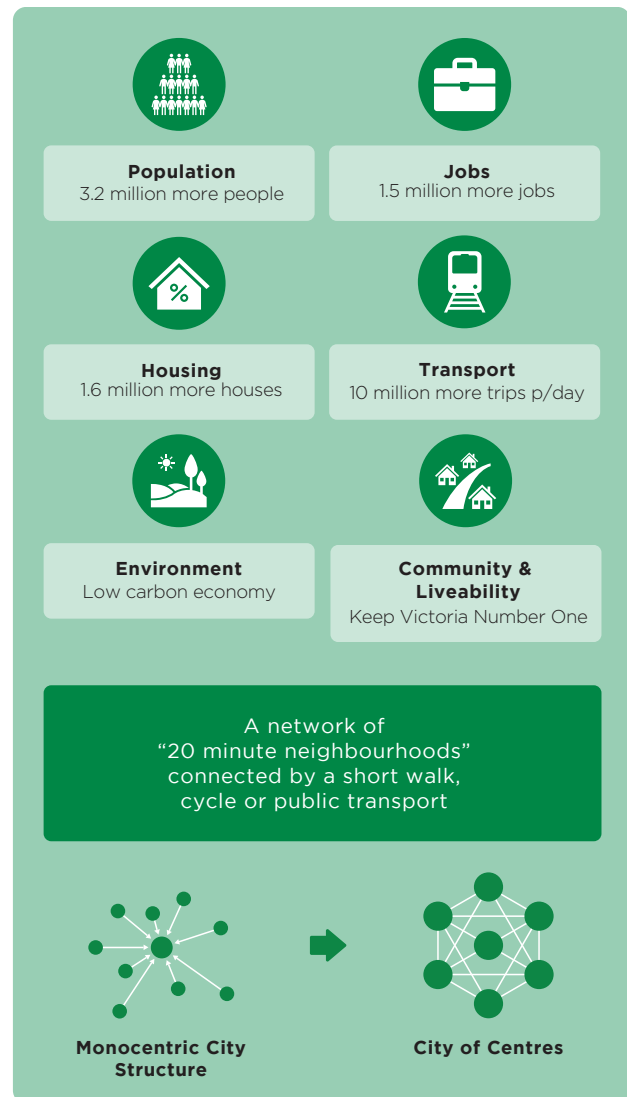 Population
3.2 million more people
Jobs
1.5 million more jobs
%
Housing
1.6 million more houses
Transport
10 million more trips p/day
Environment
Low carbon economy
Community &
Liveability
Keep Victoria Number One
A network of
“20 minute neighbourhoods”
connected by a short walk,
cycle or public transport
Monocentric City
Structure
City of Centres